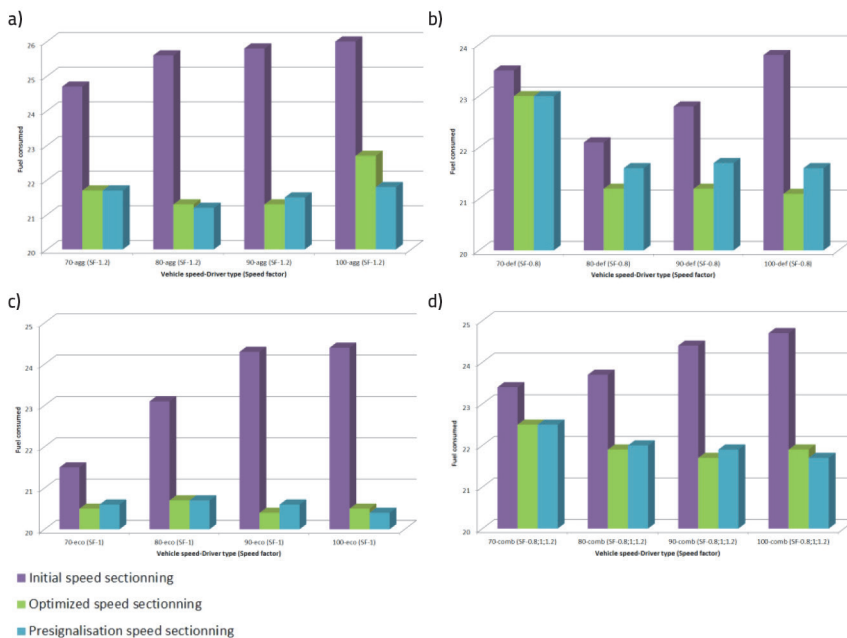 a)
26
25
24
23
22
21
20
Fuel consumed
70-agg (SF-1.2) 80-agg (SF-1.2) 90-agg (SF-1.2) 100-agg (SF-1.2)
Vehicle speed-Driver type (Speed factor)
b)
24
23
22
21
20
Fuel consumed
70-def (SF-0.8) 80-def (SF-0.8) 90-def (SF-0.8) 100-def (SF-0.8)
Vehicle speed-Driver type (Speed factor)
c)
25
24
23
22
21
20
Fuel consumed
70-eco (SF-1) 80-eco (SF-1) 90-eco (SF-1) 100-eco (SF-1)
Vehicle speed-Driver type (Speed factor)
d)
25
24
23
22
21
20
Fuel consumed
70-comb (SF-0.8;1;1.2) 80-comb (SF-0.8;1;1.2) 90-comb (SF-0.8;1;1.2) 100-comb (SF-0.8;1;1.2)
Vehicle speed-Driver type (Speed factor)
Initial speed sectionning
Optimized speed sectionning
Presignalisation speed sectionning